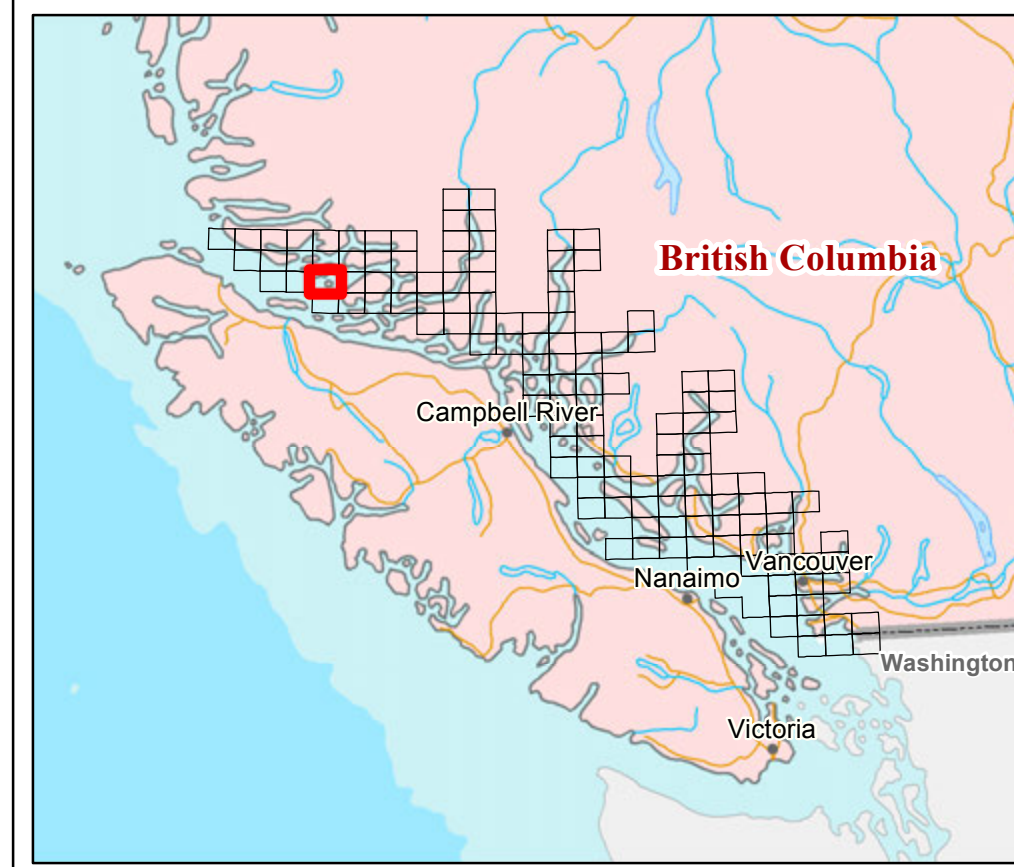 British Columbia
Campbell River
Vancouver
Nanaimo
Washington
Victoria